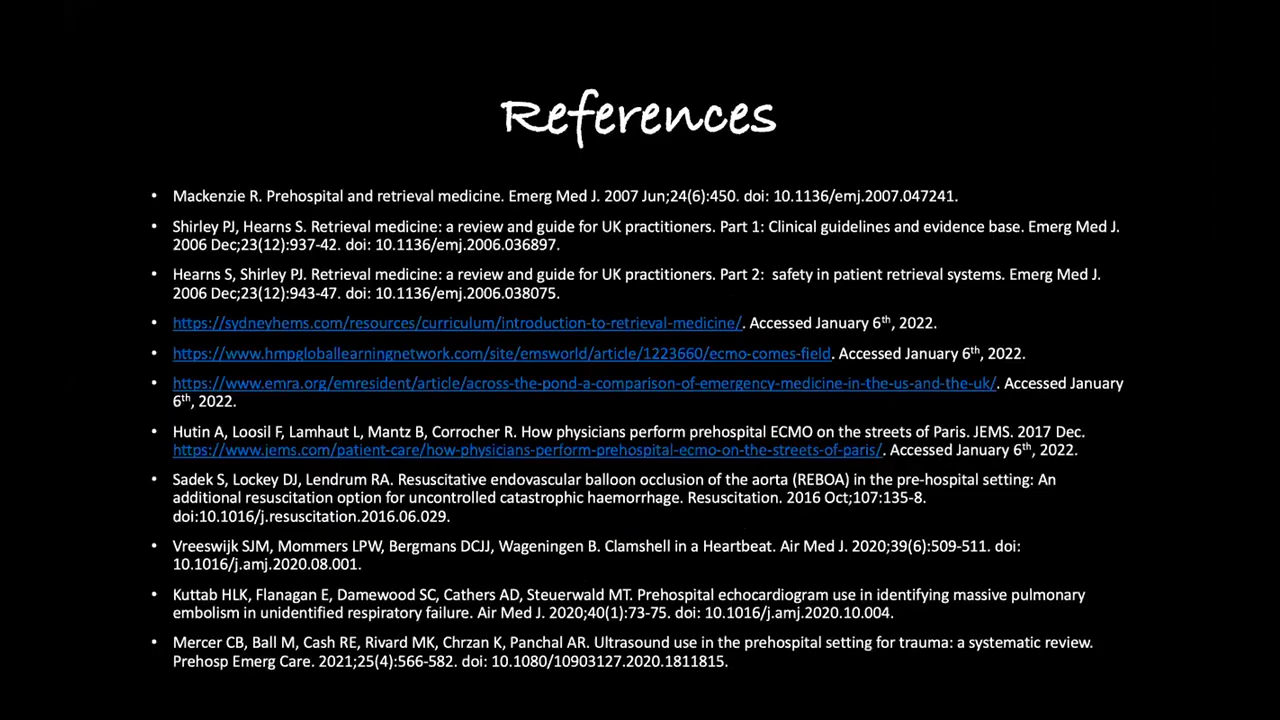 References
• Mackenzie R. Prehospital and retrieval medicine. Emerg Med J. 2007 Jun;24(6):450. doi: 10.1136/emj.2007.047241.
• Shirley PJ, Hearns S. Retrieval medicine: a review and guide for UK practitioners. Part 1: Clinical guidelines and evidence base. Emerg Med J.
2006 Dec;23(12):937-42. doi: 10.1136/emj.2006.036897.
• Hearns S, Shirley PJ. Retrieval medicine: a review and guide for UK practitioners. Part 2:  safety in patient retrieval systems. Emerg Med J.
2006 Dec;23(12):943-47. doi: 10.1136/emj.2006.038075.
• https://sydneyhems.com/resources/curriculum/introduction-to-retrieval-medicine/. Accessed January 6th, 2022.
• https://www.hmpgloballearningnetwork.com/site/emsworld/article/1223660/ecmo-comes-field. Accessed January 6th, 2022.
• https://www.emra.org/emresident/article/across-the-pond-a-comparison-of-emergency-medicine-in-the-us-and-the-uk/. Accessed January
6th, 2022.
• Hutin A, Loosil F, Lamhaut L, Mantz B, Corrocher R. How physicians perform prehospital ECMO on the streets of Paris. JEMS. 2017 Dec.
https://www.jems.com/patient-care/how-physicians-perform-prehospital-ecmo-on-the-streets-of-paris/. Accessed January 6th, 2022.
• Sadek S, Lockey DJ, Lendrum RA. Resuscitative endovascular balloon occlusion of the aorta (REBOA) in the pre-hospital setting: An
additional resuscitation option for uncontrolled catastrophic haemorrhage. Resuscitation. 2016 Oct;107:135-8.
doi:10.1016/j.resuscitation.2016.06.029.
• Vreeswijk SJM, Mommers LPW, Bergmans DCJJ, Wageningen B. Clamshell in a Heartbeat. Air Med J. 2020;39(6):509-511. doi:
10.1016/j.amj.2020.08.001.
• Kuttab HLK, Flanagan E, Damewood SC, Cathers AD, Steuerwald MT. Prehospital echocardiogram use in identifying massive pulmonary
embolism in unidentified respiratory failure. Air Med J. 2020;40(1):73-75. doi: 10.1016/j.amj.2020.10.004.
• Mercer CB, Ball M, Cash RE, Rivard MK, Chrzan K, Panchal AR. Ultrasound use in the prehospital setting for trauma: a systematic review.
Prehosp Emerg Care. 2021;25(4):566-582. doi: 10.1080/10903127.2020.1811815.